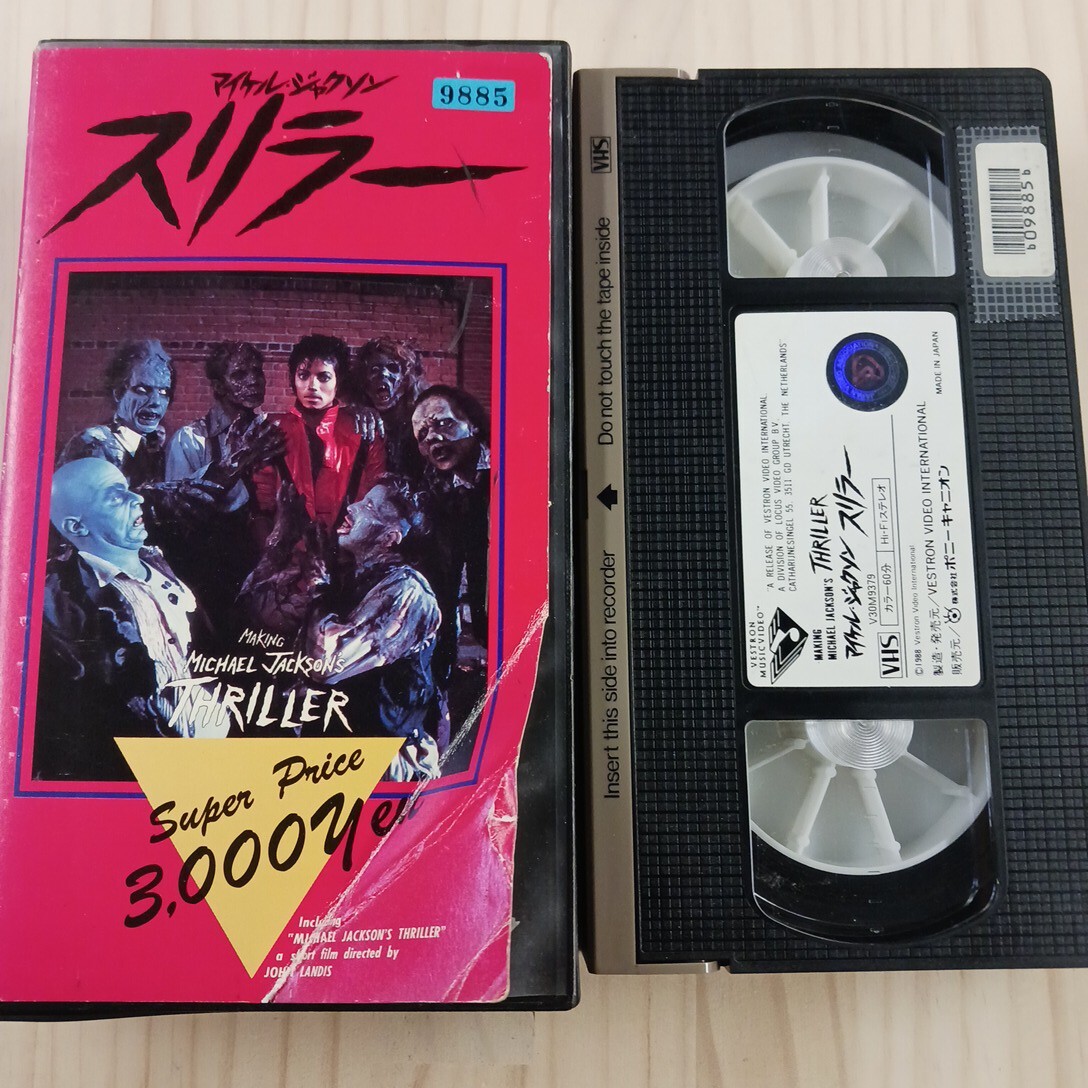 マイケル・ジャクソン
スリラー
9885
MAKING
MICHAEL JACKSON'S
THRILLER
Super Price
3,000Yen
Including
"MICHAEL JACKSON'S THRILLER"
a short film directed by
JOHN LANDIS
VHS
Do not touch the tape inside
Insert this side into recorder
b09885b
VESTRON
MUSIC VIDEO™
"A RELEASE OF VESTRON VIDEO INTERNATIONAL
A DIVISION OF LOCUS VIDEO GROUP B.V.
CATHARIJNESINGEL 55. 3511 GD UTRECHT. THE NETHERLANDS"
MAKING
MICHAEL JACKSON'S THRILLER
マイケル・ジャクソン スリラー
V30M9379
VHS カラー60分 Hi-Fiステレオ
©1988 Vestron Video International
製造・発売元/VESTRON VIDEO INTERNATIONAL
販売元/株式会社ポニーキャニオン
MADE IN JAPAN